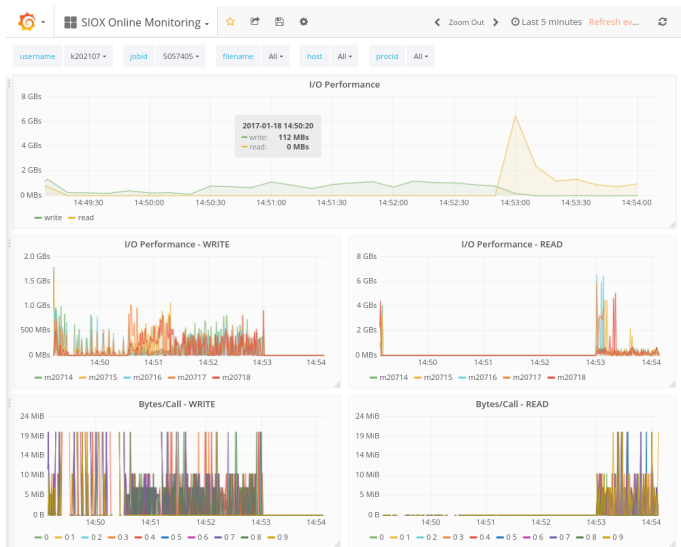 SIOX Online Monitoring
Zoom Out Last 5 minutes Refresh ev...
username k202107 jobid 5057405 filename All host All procid All
I/O Performance
8 GBs
6 GBs
4 GBs
2 GBs
0 MBs
2017-01-18 14:50:20
write: 112 MBs
read: 0 MBs
14:49:30 14:50:00 14:50:30 14:51:00 14:51:30 14:52:00 14:52:30 14:53:00 14:53:30 14:54:00
write read
I/O Performance - WRITE
2.0 GBs
1.5 GBs
1.0 GBs
500 MBs
0 MBs
14:50 14:51 14:52 14:53 14:54
m20714 m20715 m20716 m20717 m20718
I/O Performance - READ
8 GBs
6 GBs
4 GBs
2 GBs
0 MBs
14:50 14:51 14:52 14:53 14:54
m20714 m20715 m20716 m20717 m20718
Bytes/Call - WRITE
24 MiB
19 MiB
14 MiB
10 MiB
5 MiB
0 B
14:50 14:51 14:52 14:53 14:54
0 0 1 0 2 0 3 0 4 0 5 0 6 0 7 0 8 0 9
Bytes/Call - READ
24 MiB
19 MiB
14 MiB
10 MiB
5 MiB
0 B
14:50 14:51 14:52 14:53 14:54
0 0 1 0 2 0 3 0 4 0 5 0 6 0 7 0 8 0 9